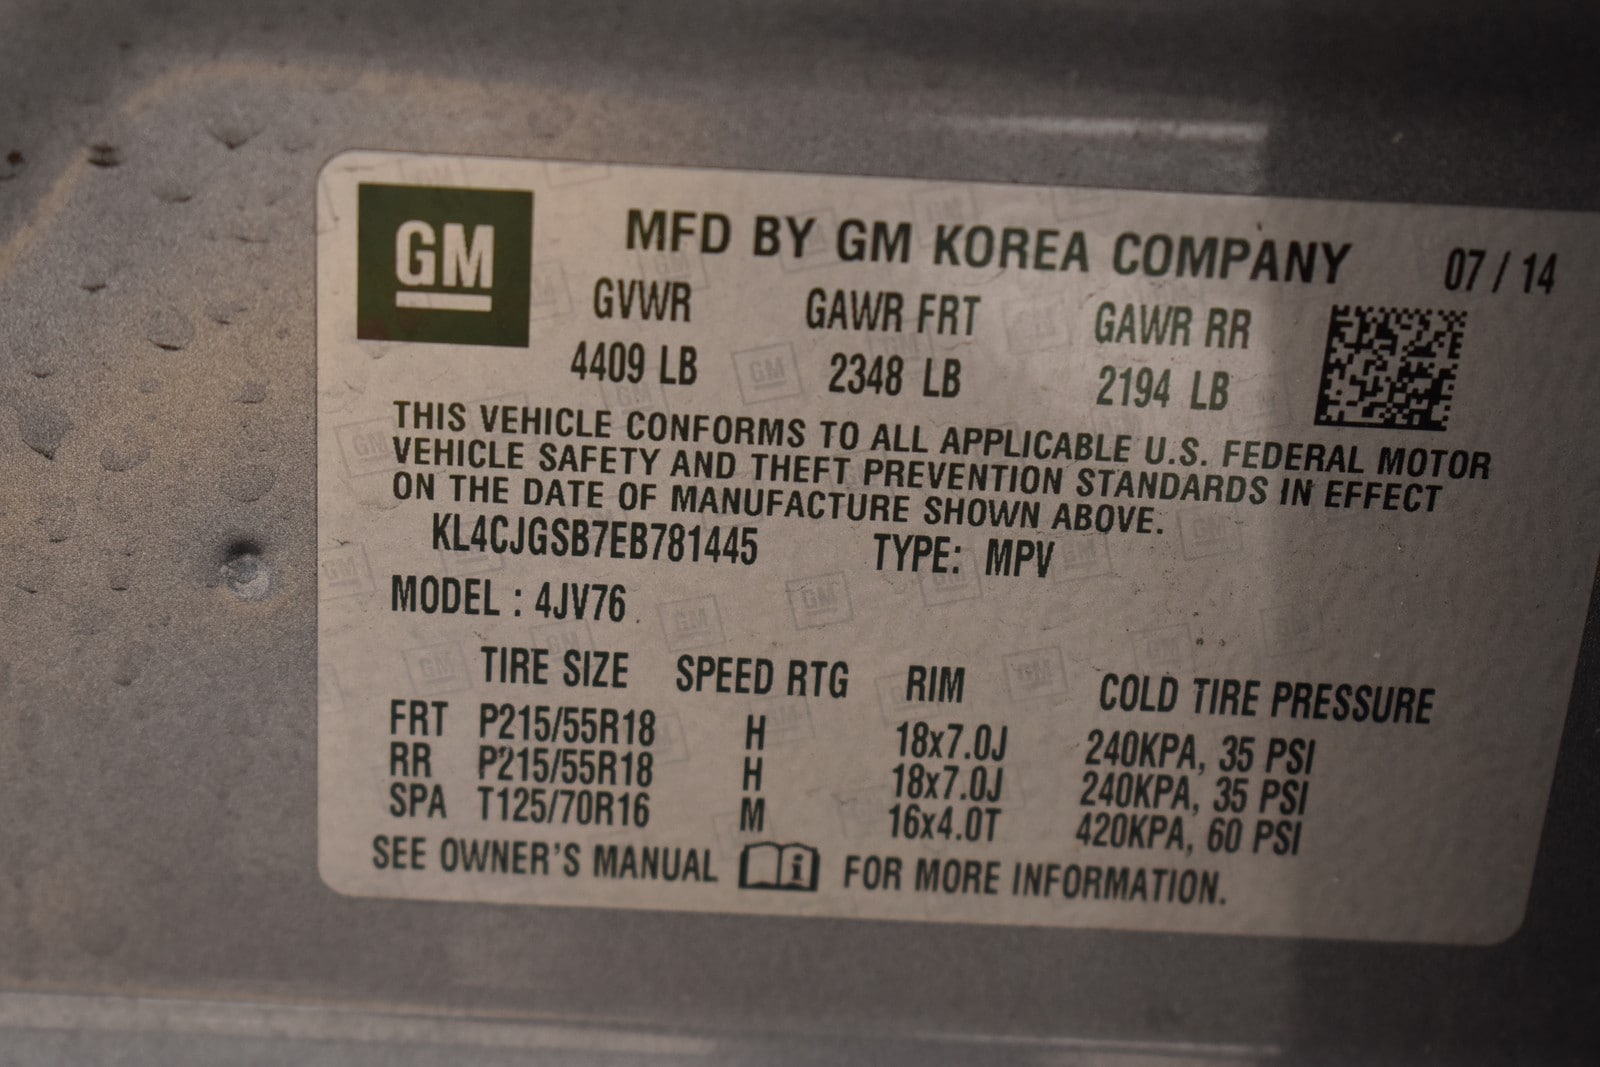 GM
MFD BY GM KOREA COMPANY 07 / 14
GVWR GAWR FRT GAWR RR
4409 LB 2348 LB 2194 LB
THIS VEHICLE CONFORMS TO ALL APPLICABLE U.S. FEDERAL MOTOR
VEHICLE SAFETY AND THEFT PREVENTION STANDARDS IN EFFECT
ON THE DATE OF MANUFACTURE SHOWN ABOVE.
KL4CJGSB7EB781445 TYPE: MPV
MODEL : 4JV76
TIRE SIZE SPEED RTG RIM COLD TIRE PRESSURE
FRT P215/55R18 H 18x7.0J 240KPA, 35 PSI
RR P215/55R18 H 18x7.0J 240KPA, 35 PSI
SPA T125/70R16 M 16x4.0T 420KPA, 60 PSI
SEE OWNER'S MANUAL FOR MORE INFORMATION.